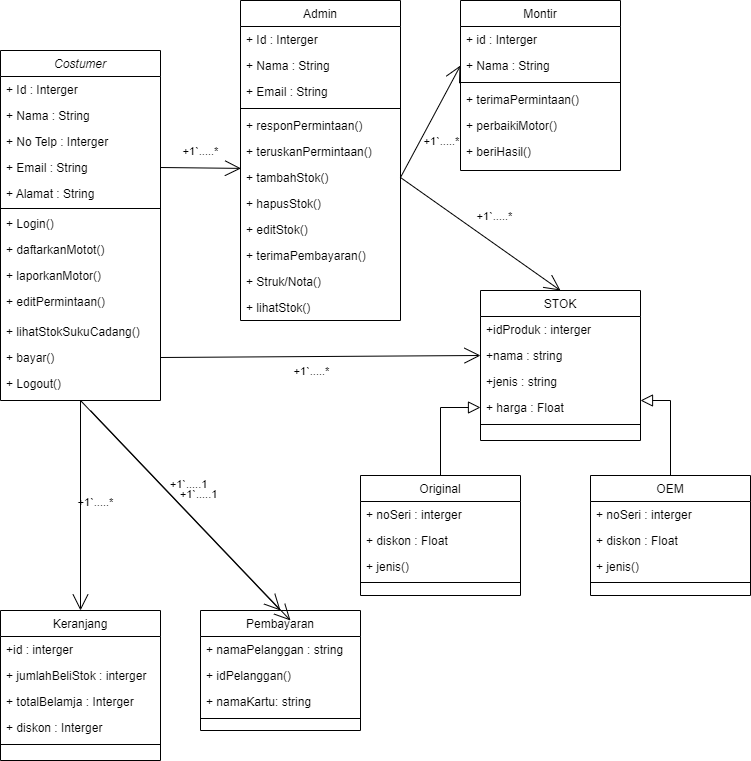 Costumer
+ Id : Interger
+ Nama : String
+ No Telp : Interger
+ Email : String
+ Alamat : String
+ Login()
+ daftarkanMotot()
+ laporkanMotor()
+ editPermintaan()
+ lihatStokSukuCadang()
+ bayar()
+ Logout()
+1`.....*
Admin
+ Id : Interger
+ Nama : String
+ Email : String
+ responPermintaan()
+ teruskanPermintaan()
+ tambahStok()
+ hapusStok()
+ editStok()
+ terimaPembayaran()
+ Struk/Nota()
+ lihatStok()
+1`.....*
Montir
+ id : Interger
+ Nama : String
+ terimaPermintaan()
+ perbaikiMotor()
+ beriHasil()
+1`.....*
+1`.....*
STOK
+idProduk : interger
+nama : string
+jenis : string
+ harga : Float
Original
+ noSeri : interger
+ diskon : Float
+ jenis()
OEM
+ noSeri : interger
+ diskon : Float
+ jenis()
+1`.....*
+1`.....1
+1`.....1
Keranjang
+id : interger
+ jumlahBeliStok : interger
+ totalBelamja : Interger
+ diskon : Interger
Pembayaran
+ namaPelanggan : string
+ idPelanggan()
+ namaKartu: string